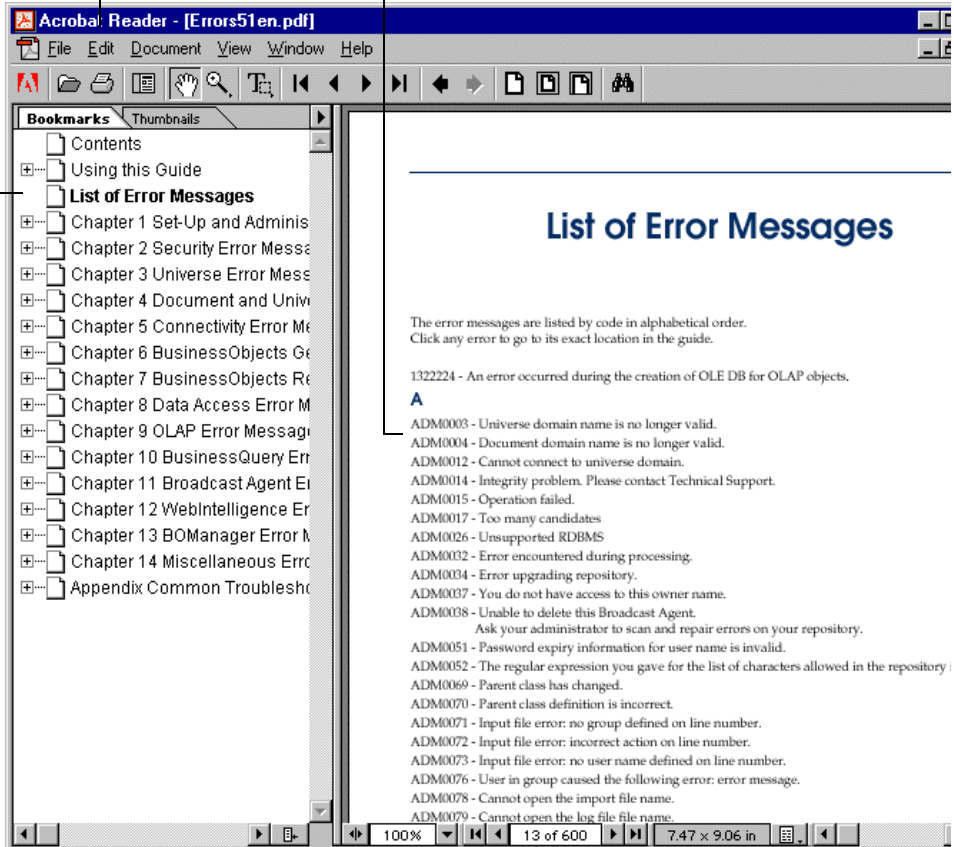 Acrobat Reader - [Errors51en.pdf]
File Edit Document View Window Help
Bookmarks Thumbnails
Contents
Using this Guide
List of Error Messages
Chapter 1 Set-Up and Adminis
Chapter 2 Security Error Messa
Chapter 3 Universe Error Mess
Chapter 4 Document and Unive
Chapter 5 Connectivity Error Me
Chapter 6 BusinessObjects Ge
Chapter 7 BusinessObjects Re
Chapter 8 Data Access Error M
Chapter 9 OLAP Error Message
Chapter 10 BusinessQuery Err
Chapter 11 Broadcast Agent Er
Chapter 12 WebIntelligence Er
Chapter 13 BOManager Error M
Chapter 14 Miscellaneous Erro
Appendix Common Troublesho
List of Error Messages
The error messages are listed by code in alphabetical order.
Click any error to go to its exact location in the guide.
1322224 - An error occurred during the creation of OLE DB for OLAP objects.
A
ADM0003 - Universe domain name is no longer valid.
ADM0004 - Document domain name is no longer valid.
ADM0012 - Cannot connect to universe domain.
ADM0014 - Integrity problem. Please contact Technical Support.
ADM0015 - Operation failed.
ADM0017 - Too many candidates
ADM0026 - Unsupported RDBMS
ADM0032 - Error encountered during processing.
ADM0034 - Error upgrading repository.
ADM0037 - You do not have access to this owner name.
ADM0038 - Unable to delete this Broadcast Agent.
Ask your administrator to scan and repair errors on your repository.
ADM0051 - Password expiry information for user name is invalid.
ADM0052 - The regular expression you gave for the list of characters allowed in the repository
ADM0069 - Parent class has changed.
ADM0070 - Parent class definition is incorrect.
ADM0071 - Input file error: no group defined on line number.
ADM0072 - Input file error: incorrect action on line number.
ADM0073 - Input file error: no user name defined on line number.
ADM0076 - User in group caused the following error: error message.
ADM0078 - Cannot open the import file name.
ADM0079 - Cannot open the log file file name.
100% 13 of 600 7.47 x 9.06 in